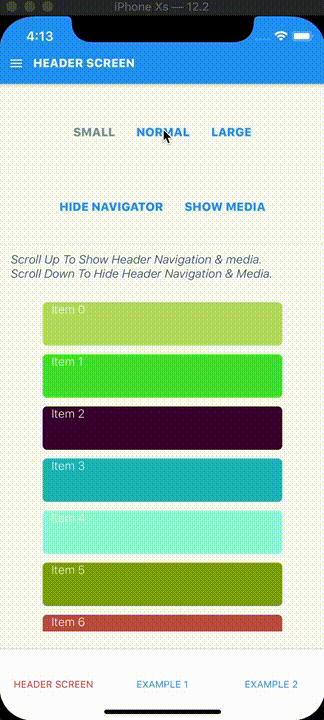 iPhone Xs — 12.2
4:13
HEADER SCREEN
SMALL NORMAL LARGE
HIDE NAVIGATOR SHOW MEDIA
Scroll Up To Show Header Navigation & media.
Scroll Down To Hide Header Navigation & Media.
Item 0
Item 1
Item 2
Item 3
Item 4
Item 5
Item 6
HEADER SCREEN EXAMPLE 1 EXAMPLE 2